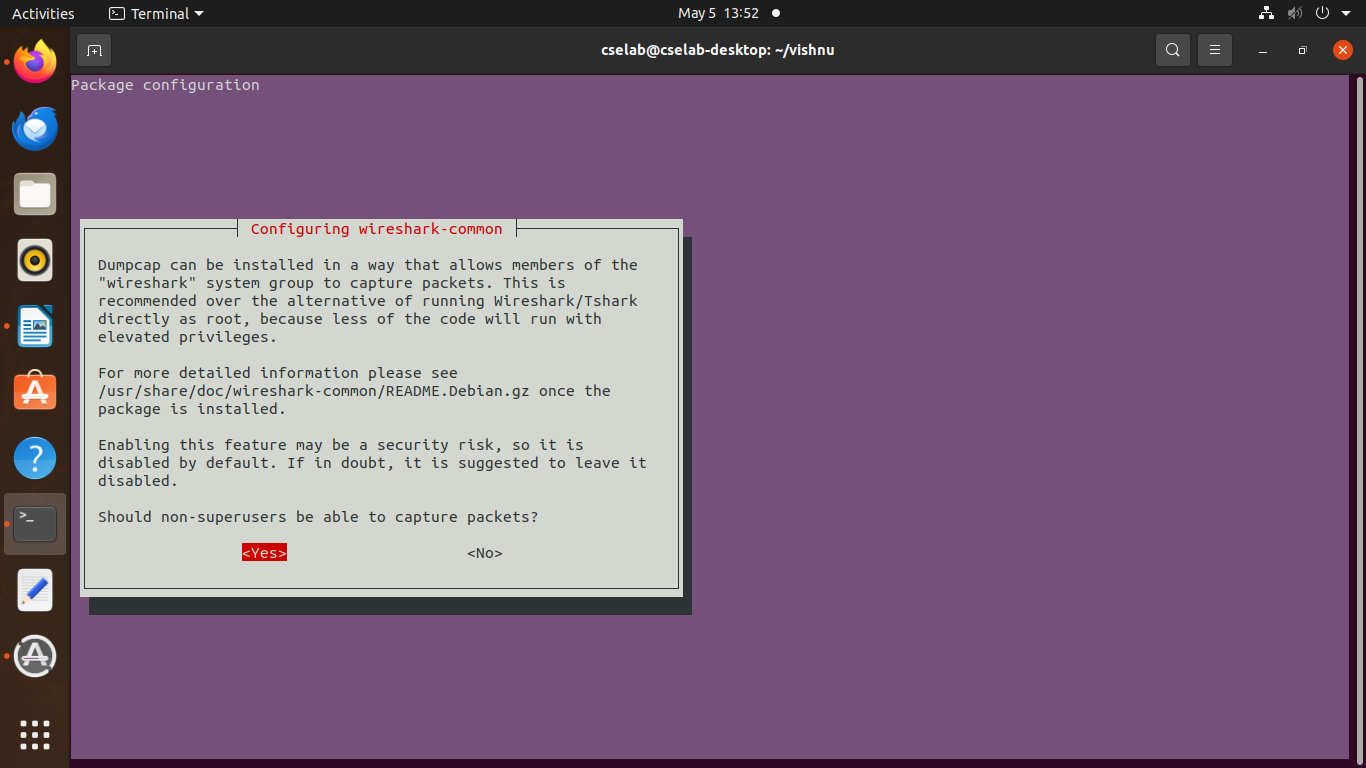 Activities
Terminal
May 5 13:52
cselab@cselab-desktop: ~/vishnu
Package configuration
Configuring wireshark-common
Dumpcap can be installed in a way that allows members of the
"wireshark" system group to capture packets. This is
recommended over the alternative of running Wireshark/Tshark
directly as root, because less of the code will run with
elevated privileges.
For more detailed information please see
/usr/share/doc/wireshark-common/README.Debian.gz once the
package is installed.
Enabling this feature may be a security risk, so it is
disabled by default. If in doubt, it is suggested to leave it
disabled.
Should non-superusers be able to capture packets?
<Yes> <No>